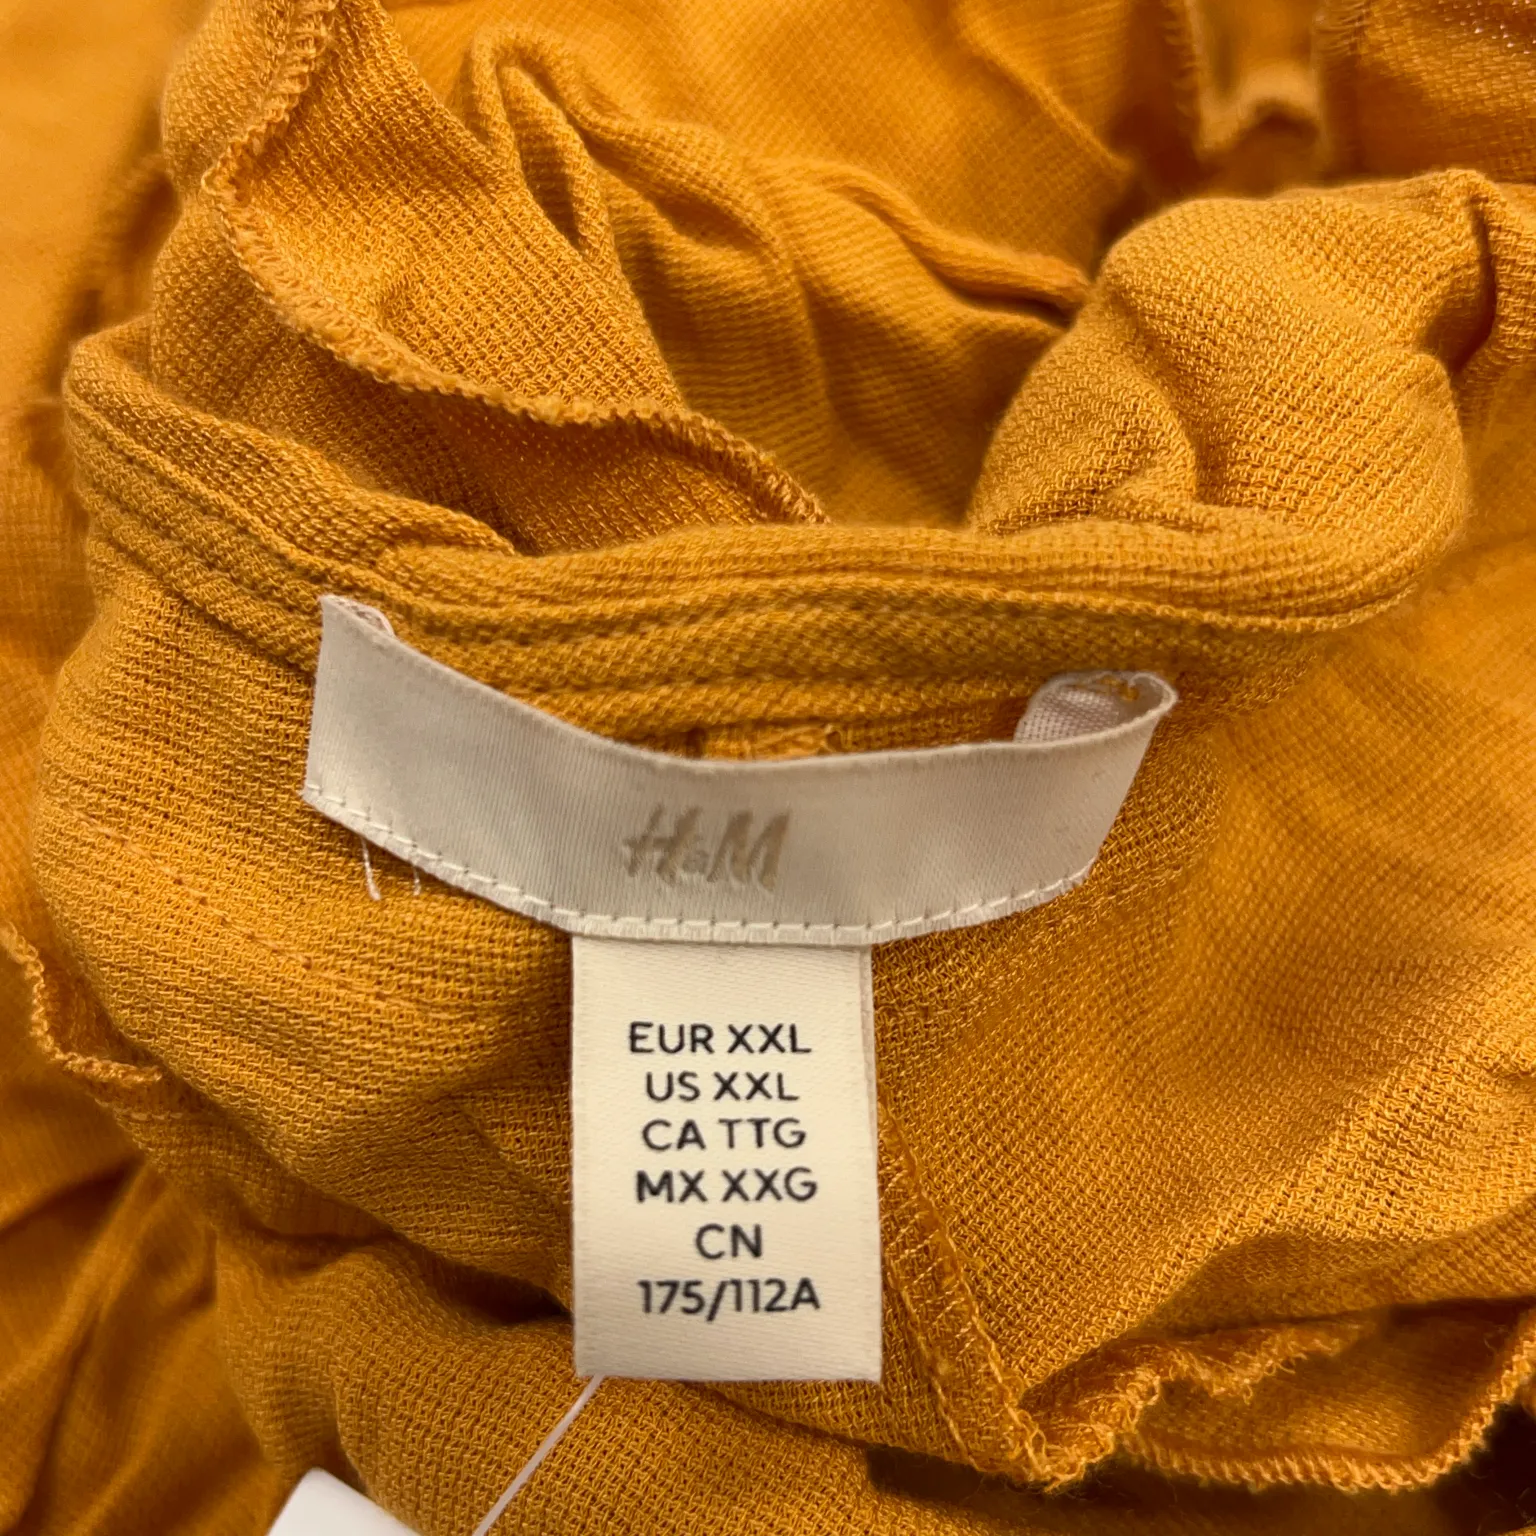 H&M
EUR XXL
US XXL
CA TTG
MX XXG
CN
175/112A